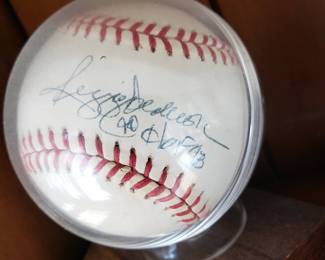 Reggie Jackson
HOF 93